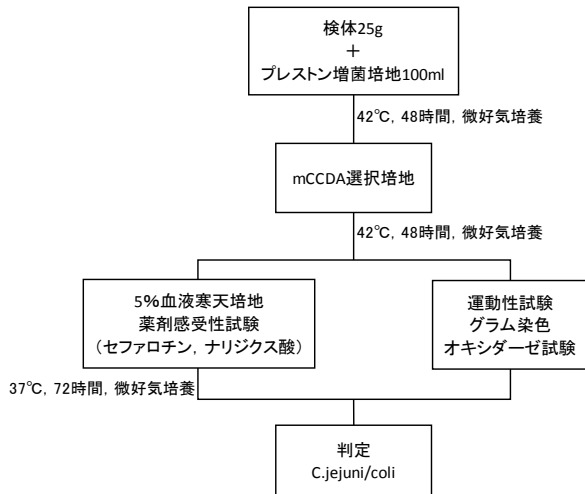 検体25g
＋
プレストン増菌培地100ml
42℃, 48時間, 微好気培養
mCCDA選択培地
42℃, 48時間, 微好気培養
5%血液寒天培地
薬剤感受性試験
（セファロチン, ナリジクス酸）
運動性試験
グラム染色
オキシダーゼ試験
37℃, 72時間, 微好気培養
判定
C.jejuni/coli